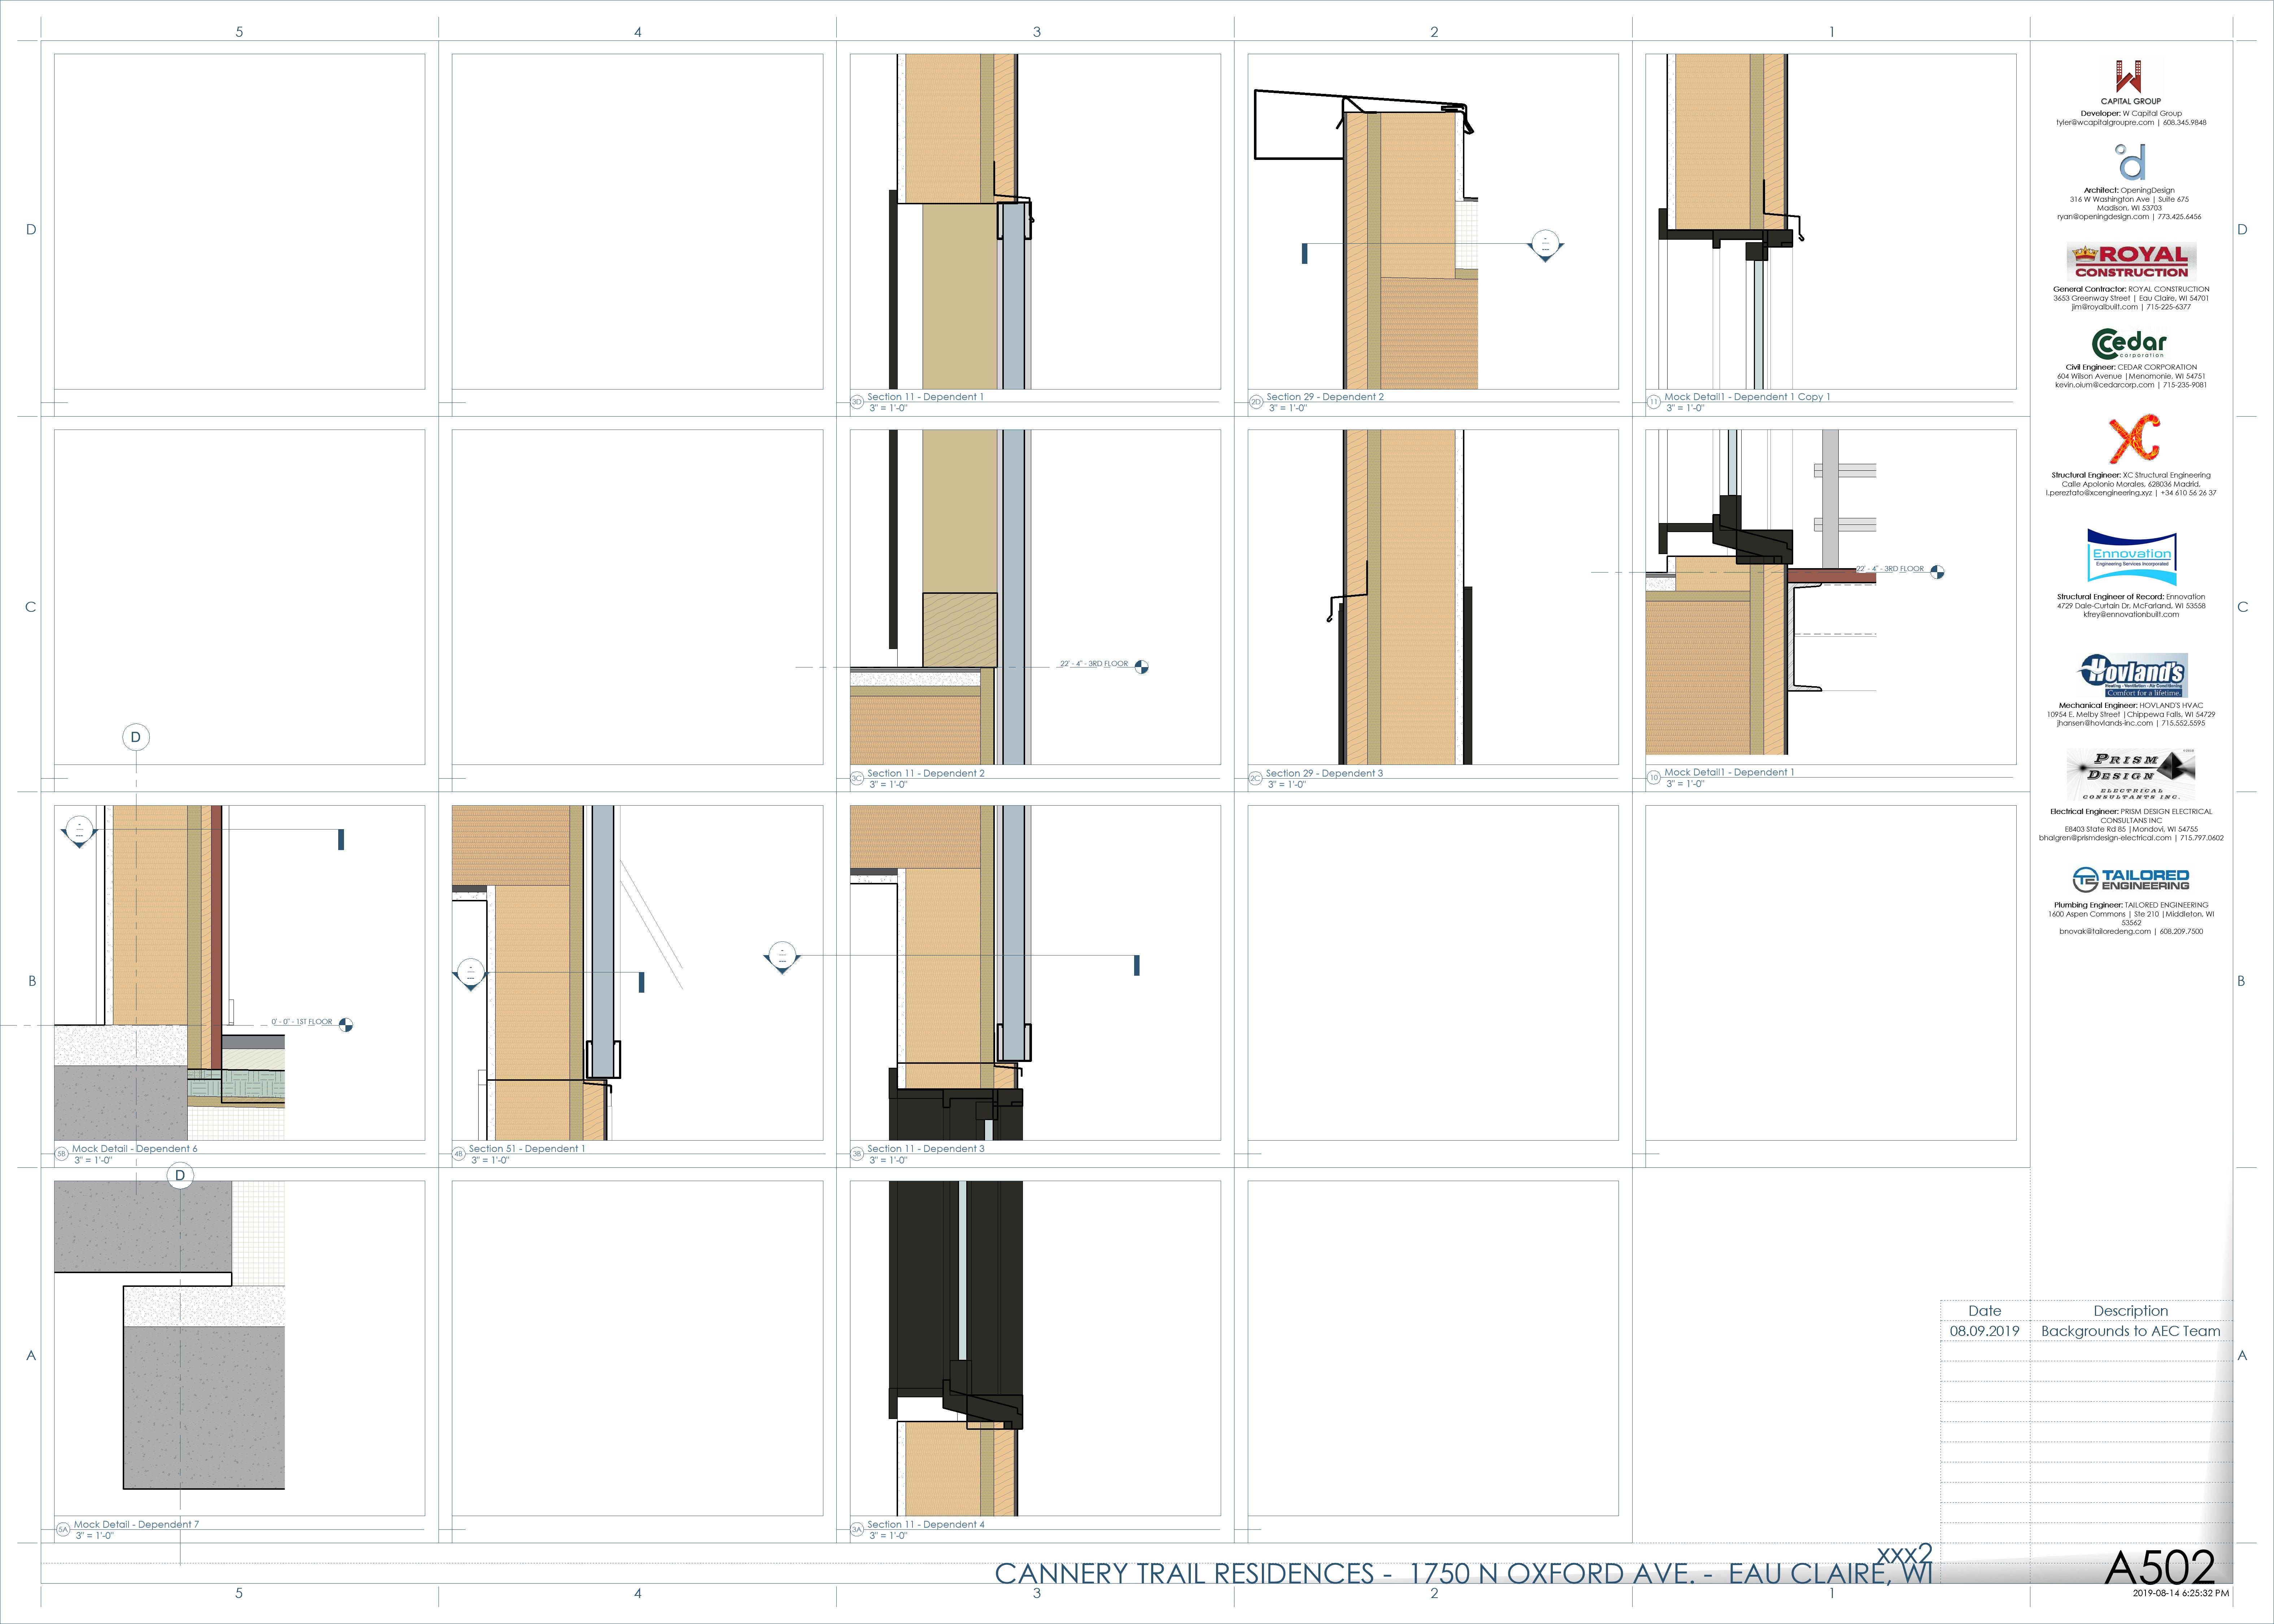 5
4
3
2
1
D
D
C
C
B
B
A
A
3D
Section 11 - Dependent 1
3" = 1'-0"
2D
Section 29 - Dependent 2
3" = 1'-0"
11
Mock Detail1 - Dependent 1 Copy 1
3" = 1'-0"
22' - 4" - 3RD FLOOR
3C
Section 11 - Dependent 2
3" = 1'-0"
2C
Section 29 - Dependent 3
3" = 1'-0"
22' - 4" - 3RD FLOOR
10
Mock Detail1 - Dependent 1
3" = 1'-0"
D
0' - 0" - 1ST FLOOR
5B
Mock Detail - Dependent 6
3" = 1'-0"
4B
Section 51 - Dependent 1
3" = 1'-0"
3B
Section 11 - Dependent 3
3" = 1'-0"
D
5A
Mock Detail - Dependent 7
3" = 1'-0"
3A
Section 11 - Dependent 4
3" = 1'-0"
W
CAPITAL GROUP
Developer: W Capital Group
tyler@wcapitalgroupre.com | 608.345.9848
d
Architect: OpeningDesign
316 W Washington Ave | Suite 675
Madison, WI 53703
ryan@openingdesign.com | 773.425.6456
ROYAL
CONSTRUCTION
General Contractor: ROYAL CONSTRUCTION
3653 Greenway Street | Eau Claire, WI 54701
jim@royalbuilt.com | 715-225-6377
Cedar
corporation
Civil Engineer: CEDAR CORPORATION
604 Wilson Avenue |Menomonie, WI 54751
kevin.oium@cedarcorp.com | 715-235-9081
XC
Structural Engineer: XC Structural Engineering
Calle Apolonio Morales, 628036 Madrid,
l.pereztato@xcengineering.xyz | +34 610 56 26 37
Ennovation
Engineering Services Incorporated
Structural Engineer of Record: Ennovation
4729 Dale-Curtain Dr, McFarland, WI 53558
kfrey@ennovationbuilt.com
Hovland's
Heating - Ventilation - Air Conditioning
Comfort for a lifetime.
Mechanical Engineer: HOVLAND'S HVAC
10954 E. Melby Street |Chippewa Falls, WI 54729
jhansen@hovlands-inc.com | 715.552.5595
PRISM
DESIGN
ELECTRICAL
CONSULTANTS INC.
Electrical Engineer: PRISM DESIGN ELECTRICAL
CONSULTANS INC
E8403 State Rd 85 |Mondovi, WI 54755
bhalgren@prismdesign-electrical.com | 715.797.0602
TE TAILORED
ENGINEERING
Plumbing Engineer: TAILORED ENGINEERING
1600 Aspen Commons | Ste 210 |Middleton, WI
53562
bnovak@tailoredeng.com | 608.209.7500
Date Description
08.09.2019 Backgrounds to AEC Team
xxx2
CANNERY TRAIL RESIDENCES - 1750 N OXFORD AVE. - EAU CLAIRE, WI
A502
2019-08-14 6:25:32 PM
5
4
3
2
1